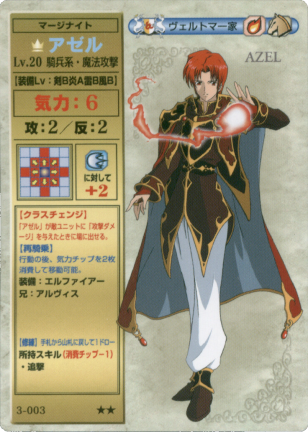 マージナイト
アゼル
Lv.20 騎兵系・魔法攻撃
【装備Lv:剣B炎A雷B風B】
気力:6
攻:2/反:2
に対して
+2
【クラスチェンジ】
「アゼル」が敵ユニットに「攻撃ダメージ」を与えたときに場に出せる。
【再騎乗】
行動の後、気力チップを2枚
消費して移動可能。
装備:エルファイアー
兄:アルヴィス
手札から山札に戻して1ドロー
所持スキル(消費チップ−1)
・追撃
3-003
★★
ヴェルトマー家
AZEL